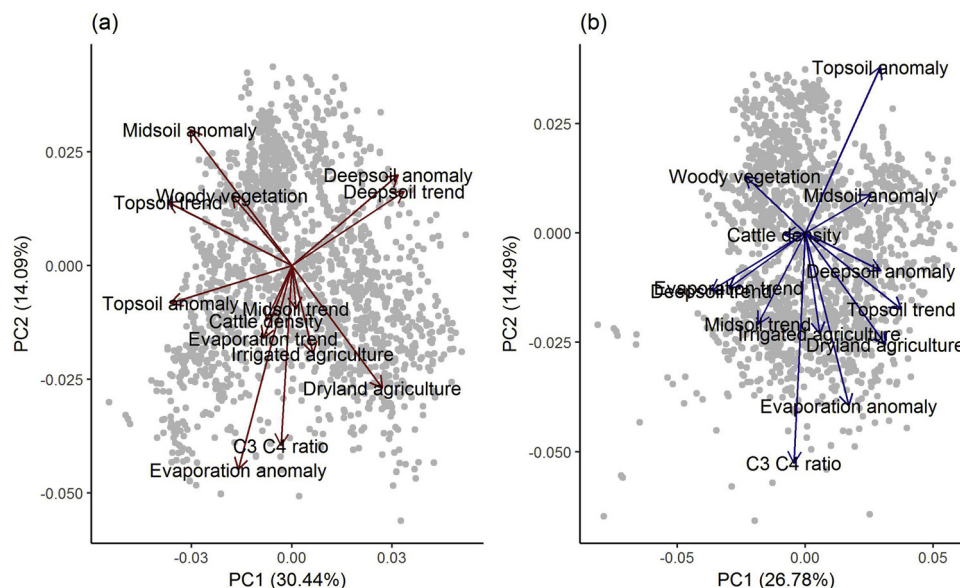 (a)
Midsoil anomaly
Woody vegetation
Topsoil trend
Deepsoil anomaly
Deepsoil trend
Topsoil anomaly
Midsoil trend
Cattle density
Evaporation trend
Irrigated agriculture
Dryland agriculture
C3 C4 ratio
Evaporation anomaly
0.025
0.000
-0.025
-0.050
PC2 (14.09%)
-0.03
0.00
0.03
PC1 (30.44%)
(b)
Topsoil anomaly
Woody vegetation
Midsoil anomaly
Cattle density
Deepsoil anomaly
Evaporation trend
Deepsoil trend
Topsoil trend
Midsoil trend
Irrigated agriculture
Dryland agriculture
Evaporation anomaly
C3 C4 ratio
0.025
0.000
-0.025
-0.050
PC2 (14.49%)
-0.05
0.00
0.05
PC1 (26.78%)